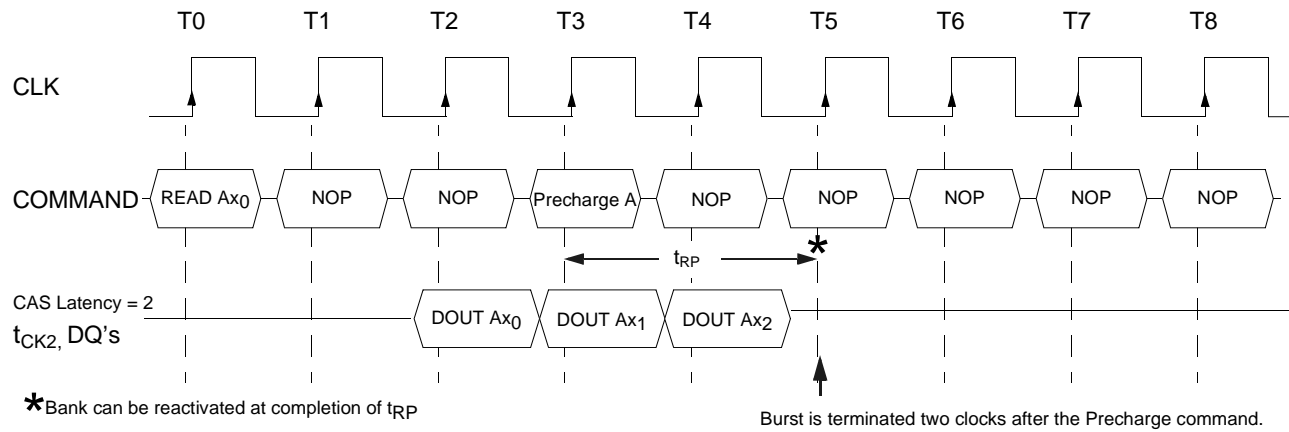 T0 T1 T2 T3 T4 T5 T6 T7 T8
CLK
COMMAND READ Ax0 NOP NOP Precharge A NOP NOP NOP NOP NOP
tRP *
CAS Latency = 2
tCK2, DQ's DOUT Ax0 DOUT Ax1 DOUT Ax2
*Bank can be reactivated at completion of tRP
Burst is terminated two clocks after the Precharge command.